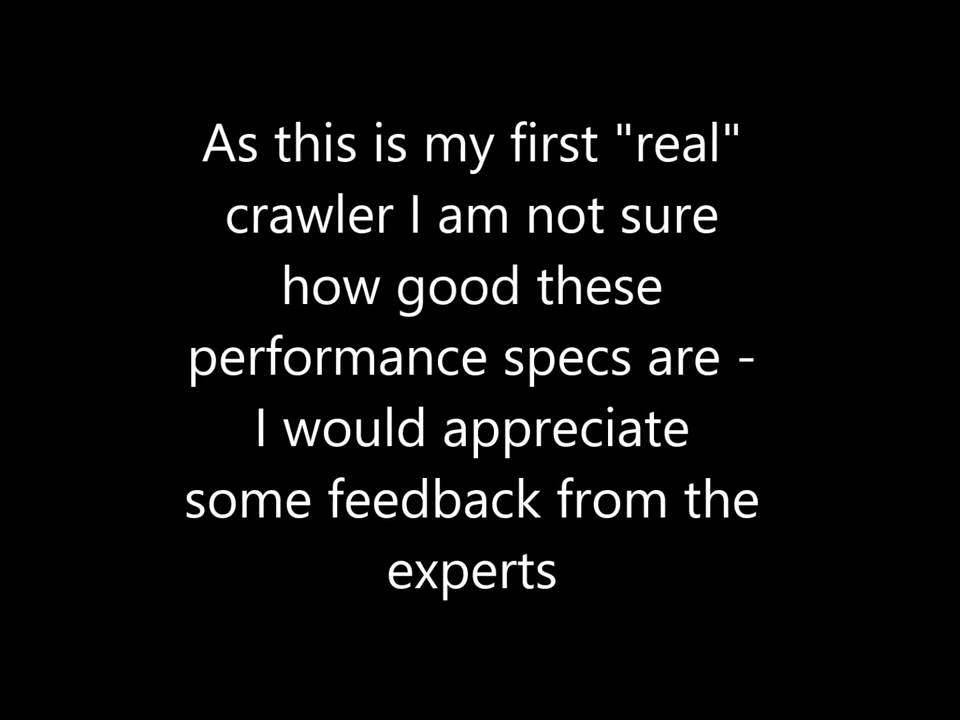 As this is my first "real"
crawler I am not sure
how good these
performance specs are -
I would appreciate
some feedback from the
experts